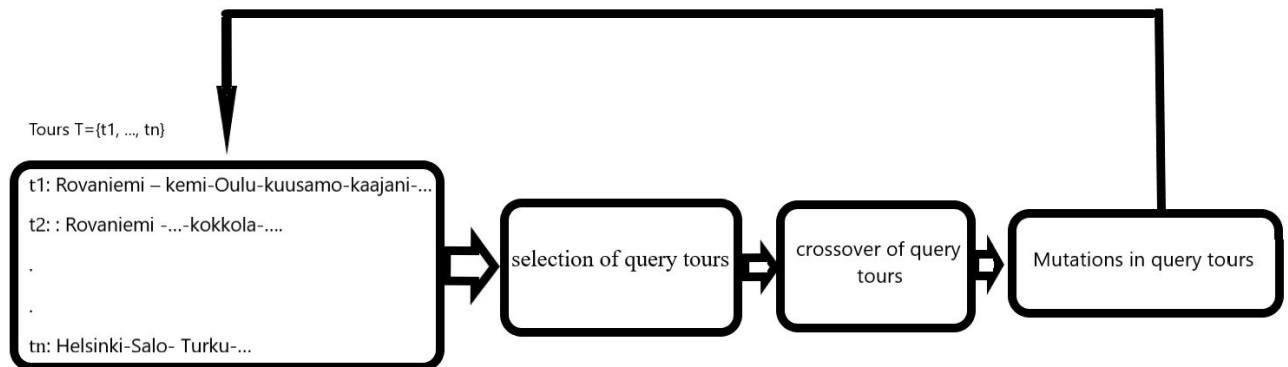 Tours T={t1, ..., tn}
t1: Rovaniemi – kemi-Oulu-kuusamo-kaajani-...
t2: : Rovaniemi -...-kokkola-....
.
.
tn: Helsinki-Salo- Turku-...
selection of query tours
crossover of query
tours
Mutations in query tours